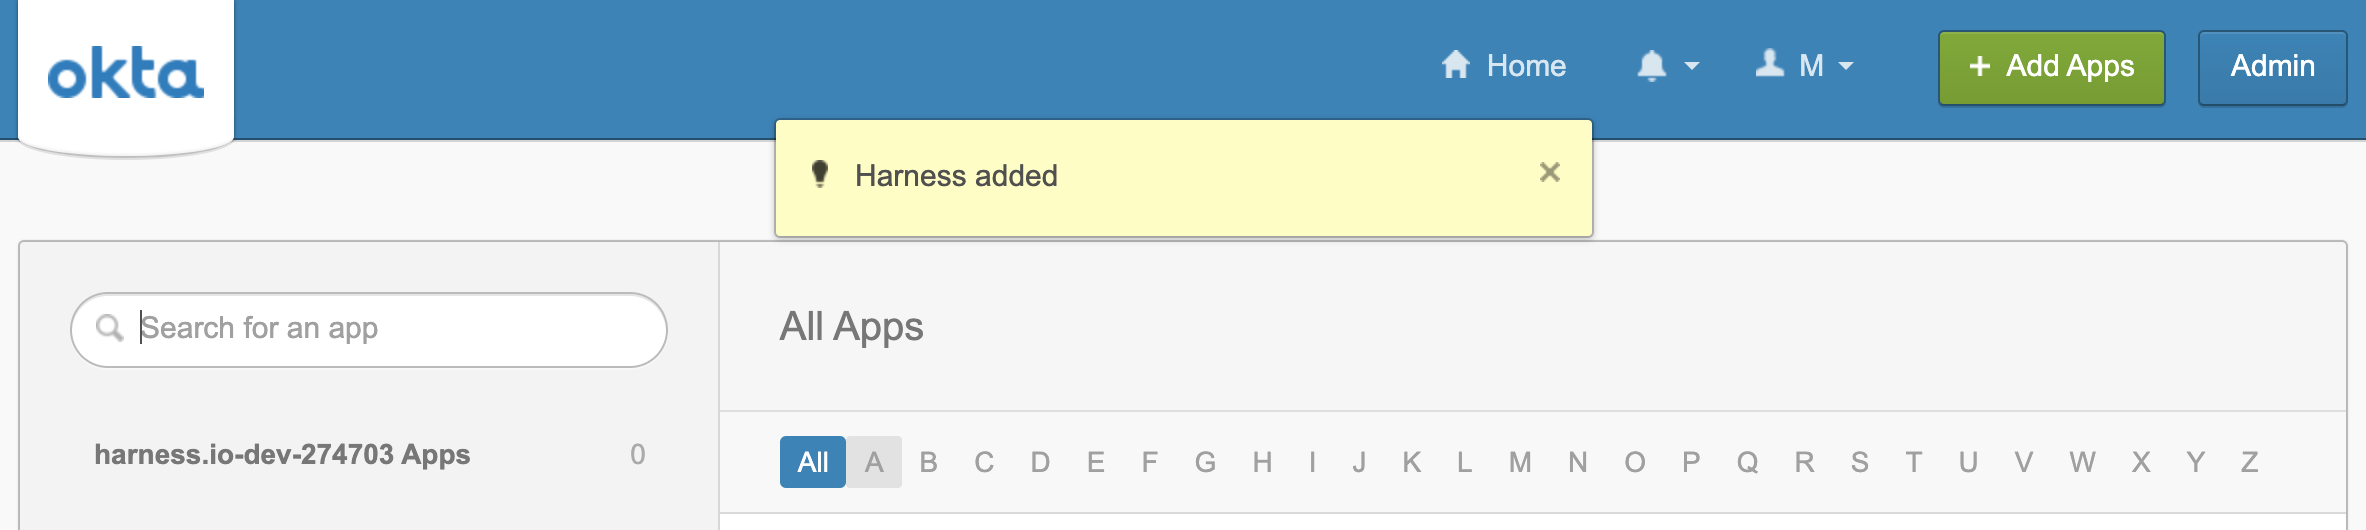 okta
Home
M
+ Add Apps
Admin
Harness added
Search for an app
All Apps
harness.io-dev-274703 Apps 0
All A B C D E F G H I J K L M N O P Q R S T U V W X Y Z